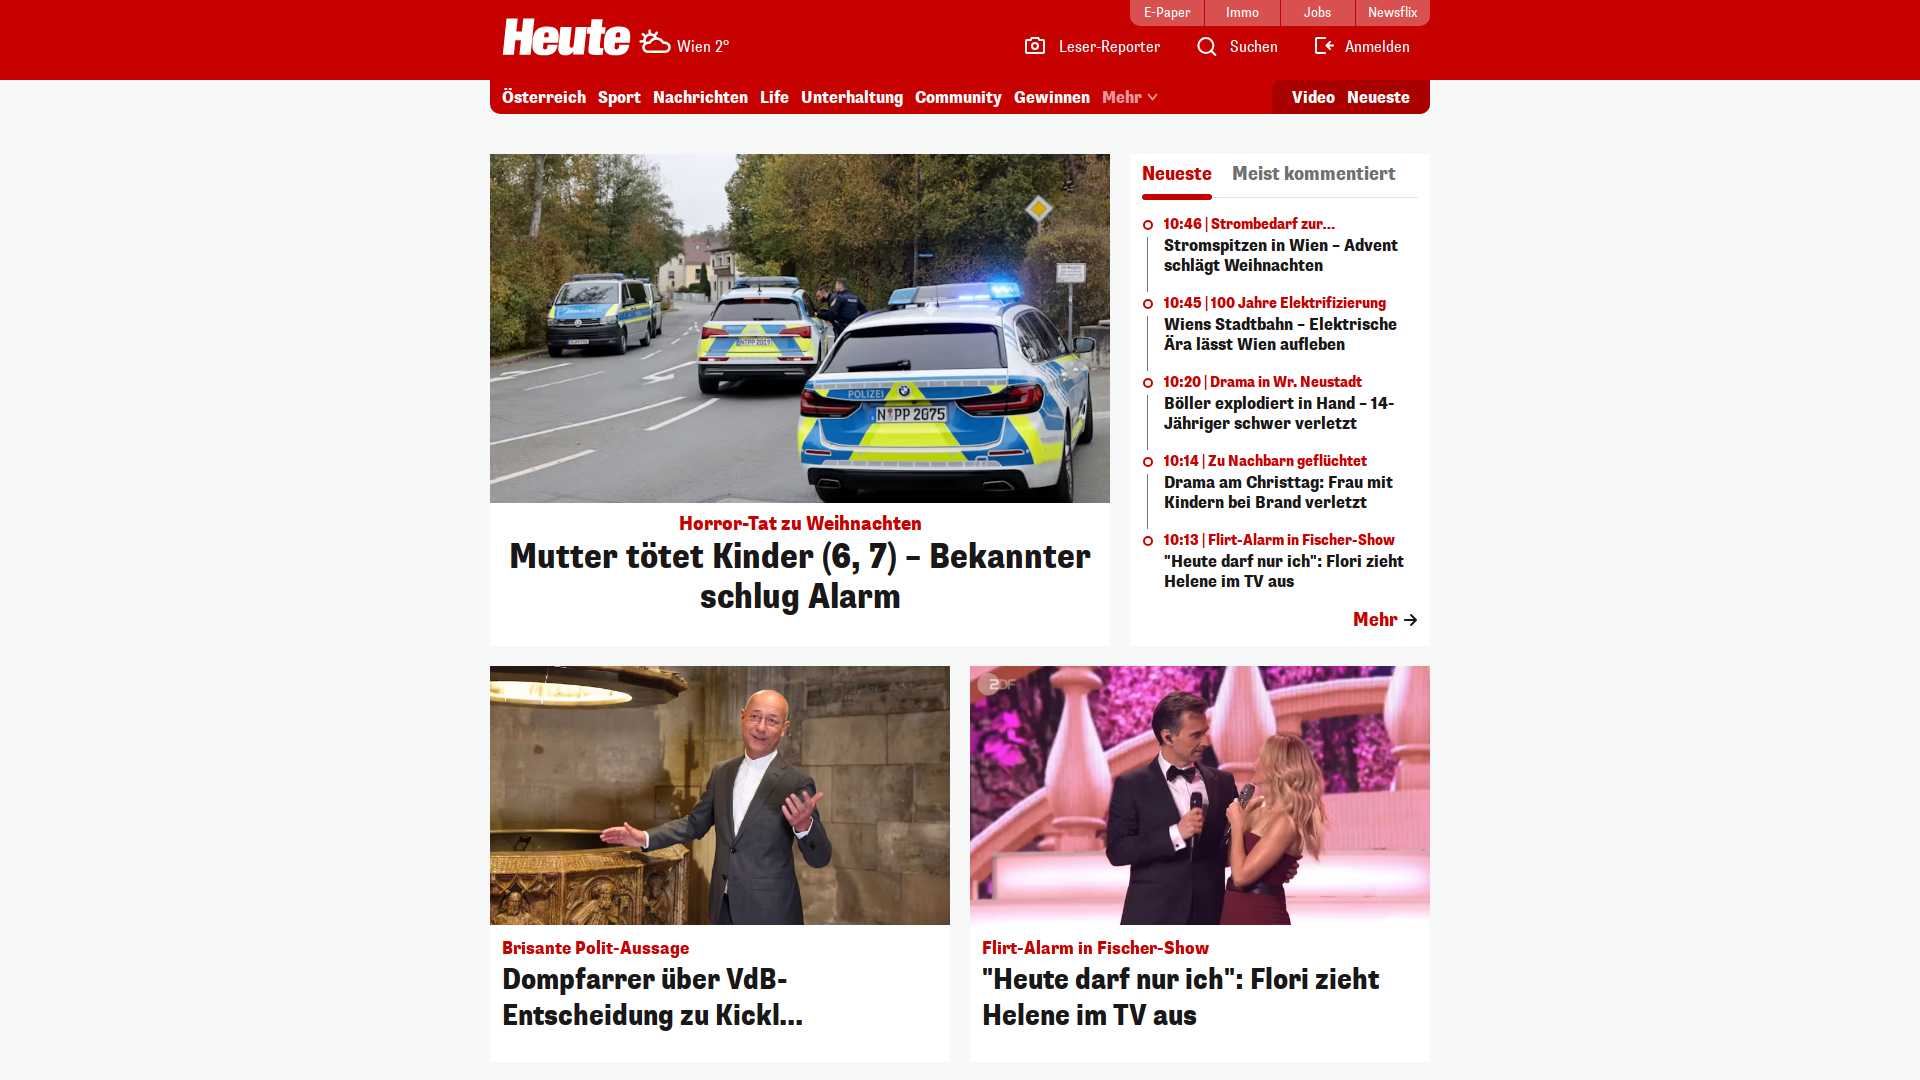 E-Paper
Immo
Jobs
Newsflix
Heute
Wien 2°
Leser-Reporter
Suchen
Anmelden
Österreich
Sport
Nachrichten
Life
Unterhaltung
Community
Gewinnen
Mehr
Video
Neueste
POLIZEI
N PP 2075
Horror-Tat zu Weihnachten
Mutter tötet Kinder (6, 7) – Bekannter
schlug Alarm
Neueste
Meist kommentiert
10:46 | Strombedarf zur...
Stromspitzen in Wien – Advent
schlägt Weihnachten
10:45 | 100 Jahre Elektrifizierung
Wiens Stadtbahn – Elektrische
Ära lässt Wien aufleben
10:20 | Drama in Wr. Neustadt
Böller explodiert in Hand – 14-
Jähriger schwer verletzt
10:14 | Zu Nachbarn geflüchtet
Drama am Christtag: Frau mit
Kindern bei Brand verletzt
10:13 | Flirt-Alarm in Fischer-Show
"Heute darf nur ich": Flori zieht
Helene im TV aus
Mehr
Brisante Polit-Aussage
Dompfarrer über VdB-
Entscheidung zu Kickl...
ZDF
Flirt-Alarm in Fischer-Show
"Heute darf nur ich": Flori zieht
Helene im TV aus